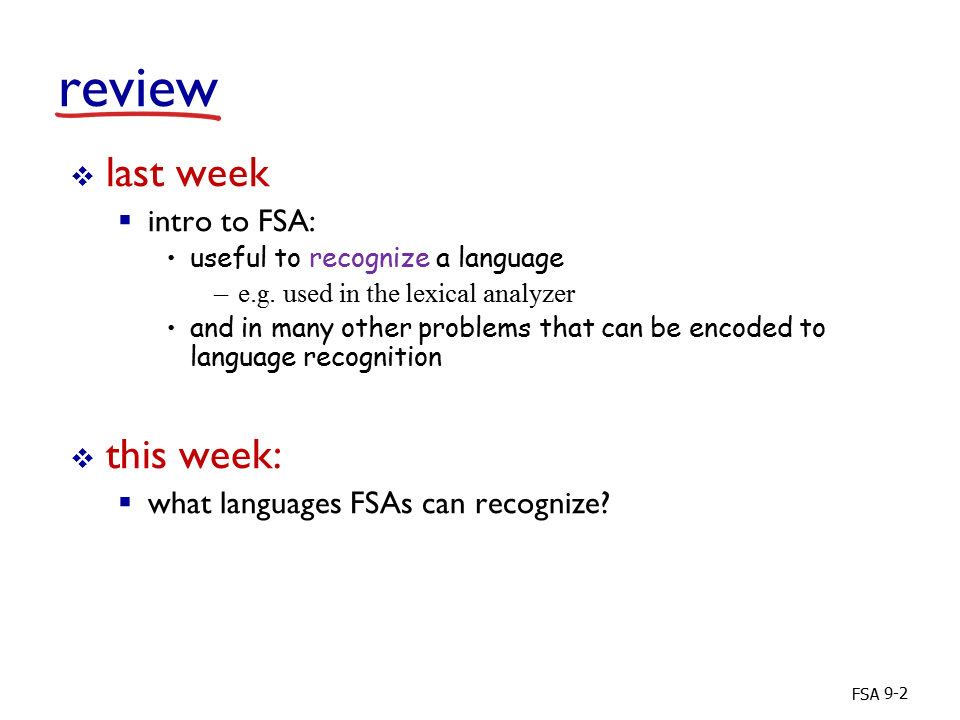 review
❖ last week
▪ intro to FSA:
• useful to recognize a language
– e.g. used in the lexical analyzer
• and in many other problems that can be encoded to
language recognition
❖ this week:
▪ what languages FSAs can recognize?
FSA 9-2